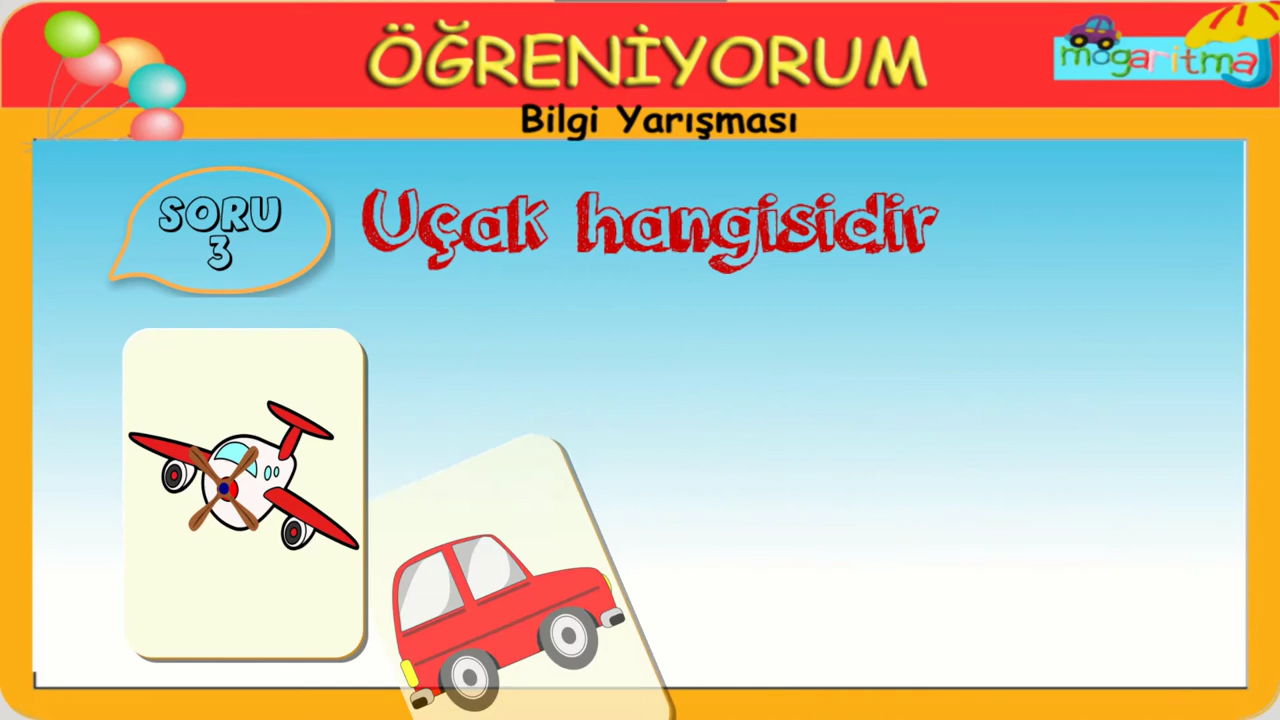 ÖĞRENİYORUM
mogaritma
Bilgi Yarışması
SORU
3
Uçak hangisidir